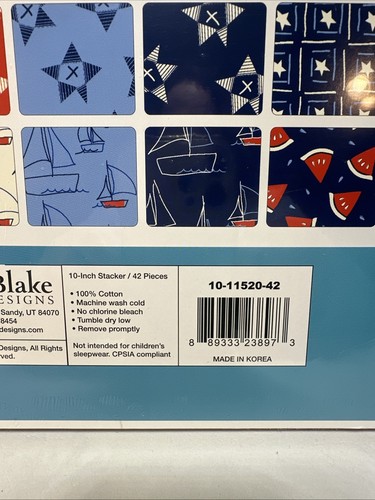 Blake
ESIGNS
Sandy, UT 84070
8454
designs.com
Designs, All Rights
rved.
10-Inch Stacker / 42 Pieces
• 100% Cotton
• Machine wash cold
• No chlorine bleach
• Tumble dry low
• Remove promptly
Not intended for children's
sleepwear. CPSIA compliant
10-11520-42
8 89333 23897 3
MADE IN KOREA